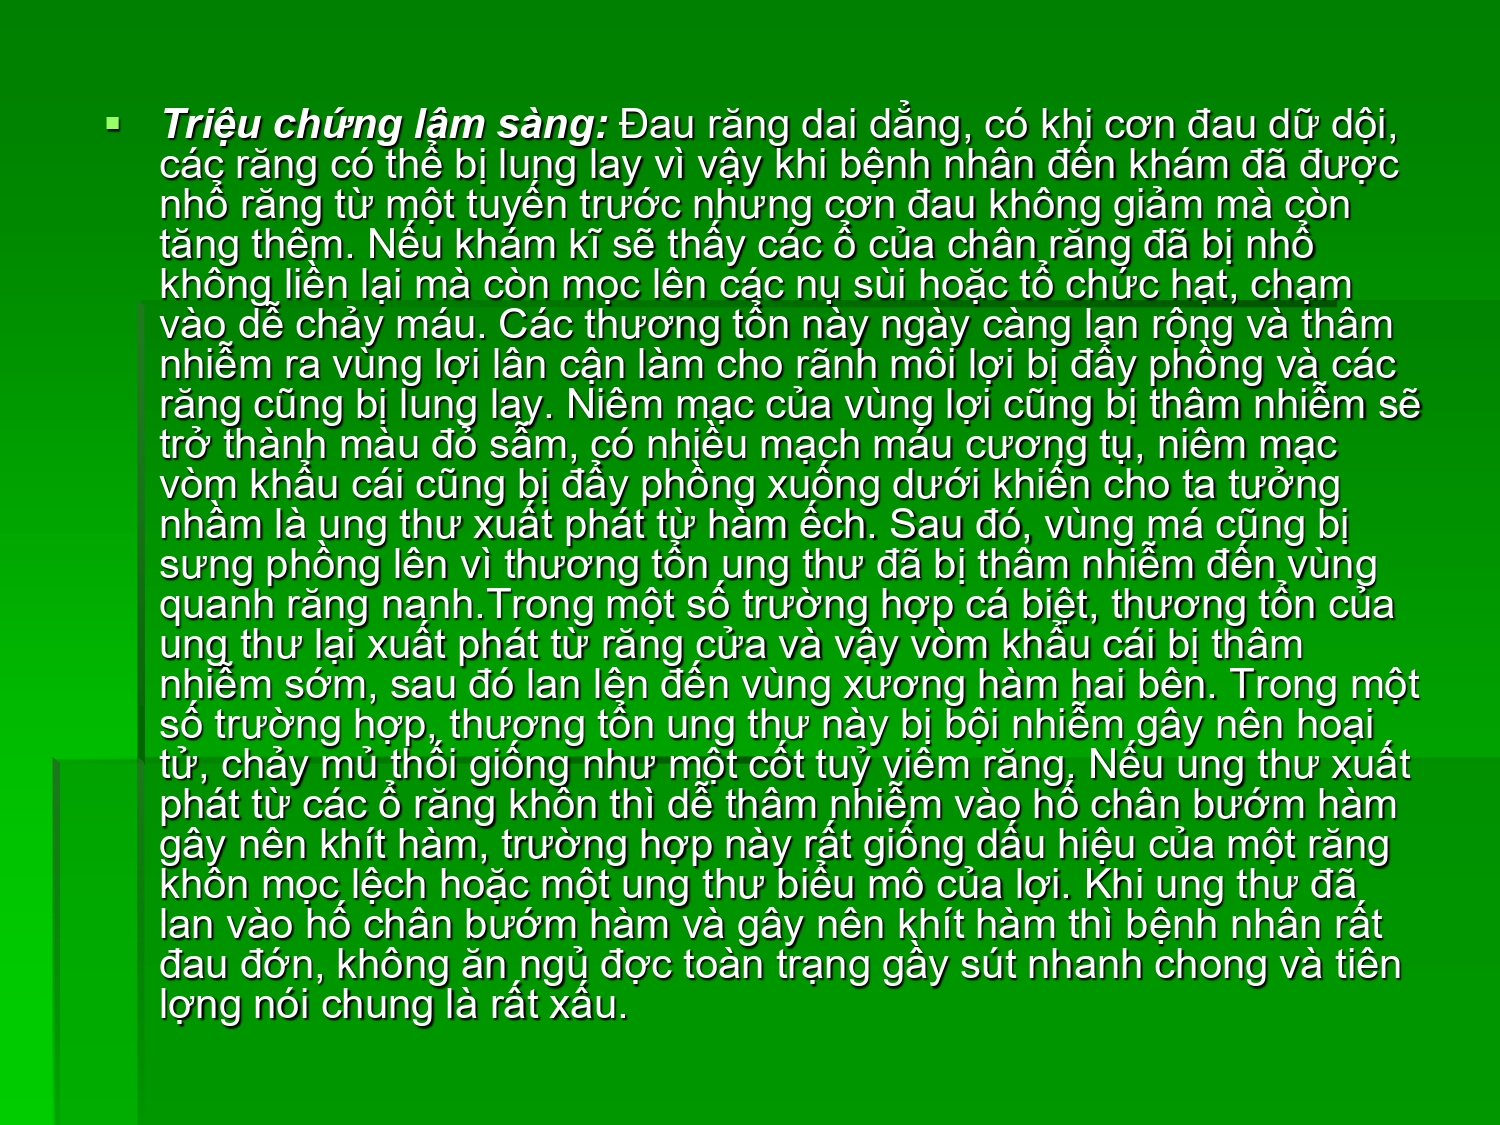 ▪ Triệu chứng lâm sàng: Đau răng dai dẳng, có khi cơn đau dữ dội,
các răng có thể bị lung lay vì vậy khi bệnh nhân đến khám đã được
nhổ răng từ một tuyến trước nhưng cơn đau không giảm mà còn
tăng thêm. Nếu khám kĩ sẽ thấy các ổ của chân răng đã bị nhổ
không liền lại mà còn mọc lên các nụ sùi hoặc tổ chức hạt, chạm
vào dễ chảy máu. Các thương tổn này ngày càng lan rộng và thâm
nhiễm ra vùng lợi lân cận làm cho rãnh môi lợi bị đẩy phồng và các
răng cũng bị lung lay. Niêm mạc của vùng lợi cũng bị thâm nhiễm sẽ
trở thành màu đỏ sẫm, có nhiều mạch máu cương tụ, niêm mạc
vòm khẩu cái cũng bị đẩy phồng xuống dưới khiến cho ta tưởng
nhầm là ung thư xuất phát từ hàm ếch. Sau đó, vùng má cũng bị
sưng phồng lên vì thương tổn ung thư đã bị thâm nhiễm đến vùng
quanh răng nanh.Trong một số trường hợp cá biệt, thương tổn của
ung thư lại xuất phát từ răng cửa và vậy vòm khẩu cái bị thâm
nhiễm sớm, sau đó lan lên đến vùng xương hàm hai bên. Trong một
số trường hợp, thương tổn ung thư này bị bội nhiễm gây nên hoại
tử, chảy mủ thối giống như một cốt tuỷ viêm răng. Nếu ung thư xuất
phát từ các ổ răng khôn thì dễ thâm nhiễm vào hố chân bướm hàm
gây nên khít hàm, trường hợp này rất giống dấu hiệu của một răng
khôn mọc lệch hoặc một ung thư biểu mô của lợi. Khi ung thư đã
lan vào hố chân bướm hàm và gây nên khít hàm thì bệnh nhân rất
đau đớn, không ăn ngủ đợc toàn trạng gầy sút nhanh chong và tiên
lợng nói chung là rất xấu.